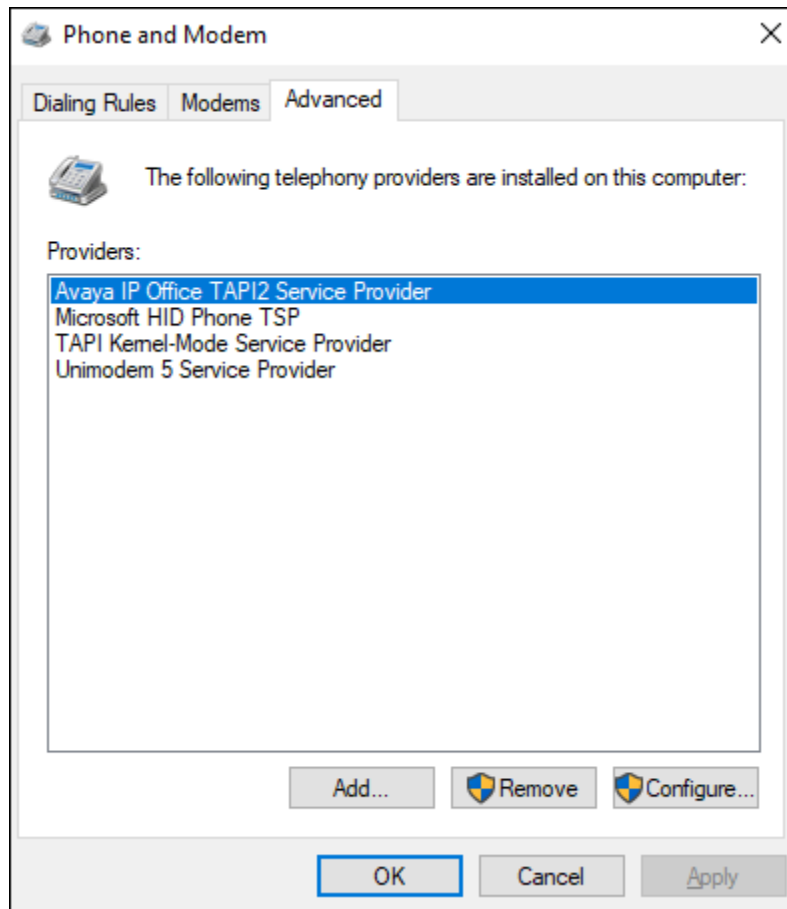 Phone and Modem
Dialing Rules Modems Advanced
The following telephony providers are installed on this computer:
Providers:
Avaya IP Office TAPI2 Service Provider
Microsoft HID Phone TSP
TAPI Kernel-Mode Service Provider
Unimodem 5 Service Provider
Add... Remove Configure...
OK Cancel Apply